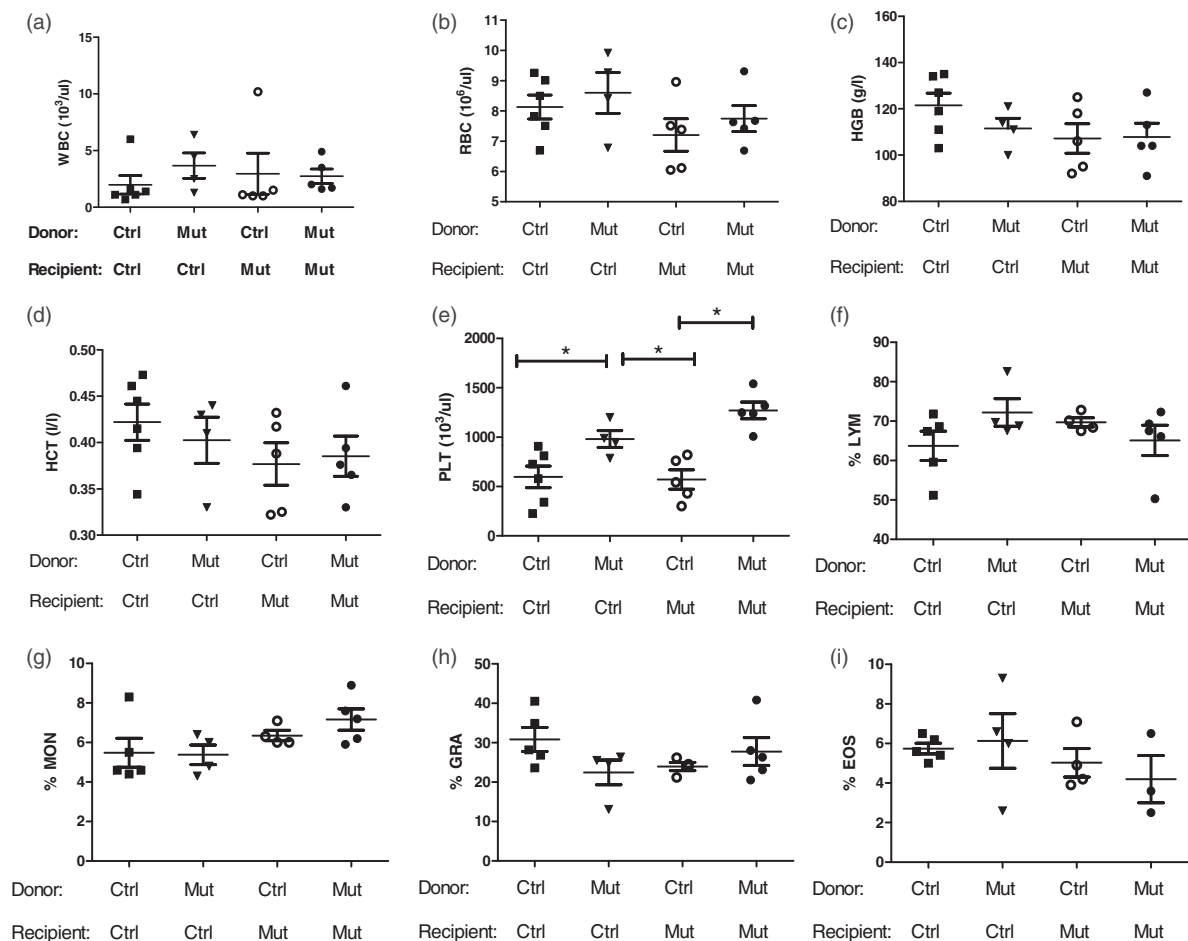 (a)
WBC (10³/ul)
15
10
5
0
Donor: Ctrl Mut Ctrl Mut
Recipient: Ctrl Ctrl Mut Mut
(b)
RBC (10⁶/ul)
11
10
9
8
7
6
5
Donor: Ctrl Mut Ctrl Mut
Recipient: Ctrl Ctrl Mut Mut
(c)
HGB (g/l)
160
140
120
100
80
Donor: Ctrl Mut Ctrl Mut
Recipient: Ctrl Ctrl Mut Mut
(d)
HCT (l/l)
0.50
0.45
0.40
0.35
0.30
Donor: Ctrl Mut Ctrl Mut
Recipient: Ctrl Ctrl Mut Mut
(e)
PLT (10³/ul)
2000
1500
1000
500
0
* * *
Donor: Ctrl Mut Ctrl Mut
Recipient: Ctrl Ctrl Mut Mut
(f)
% LYM
90
80
70
60
50
40
Donor: Ctrl Mut Ctrl Mut
Recipient: Ctrl Ctrl Mut Mut
(g)
% MON
10
8
6
4
2
0
Donor: Ctrl Mut Ctrl Mut
Recipient: Ctrl Ctrl Mut Mut
(h)
% GRA
50
40
30
20
10
0
Donor: Ctrl Mut Ctrl Mut
Recipient: Ctrl Ctrl Mut Mut
(i)
% EOS
10
8
6
4
2
0
Donor: Ctrl Mut Ctrl Mut
Recipient: Ctrl Ctrl Mut Mut